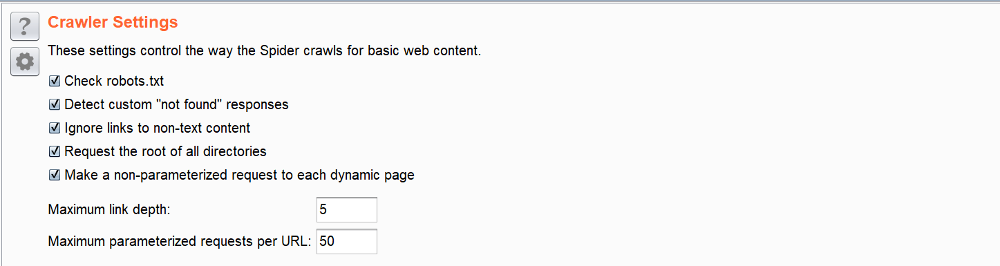 ?
Crawler Settings
These settings control the way the Spider crawls for basic web content.
Check robots.txt
Detect custom "not found" responses
Ignore links to non-text content
Request the root of all directories
Make a non-parameterized request to each dynamic page
Maximum link depth: 5
Maximum parameterized requests per URL: 50